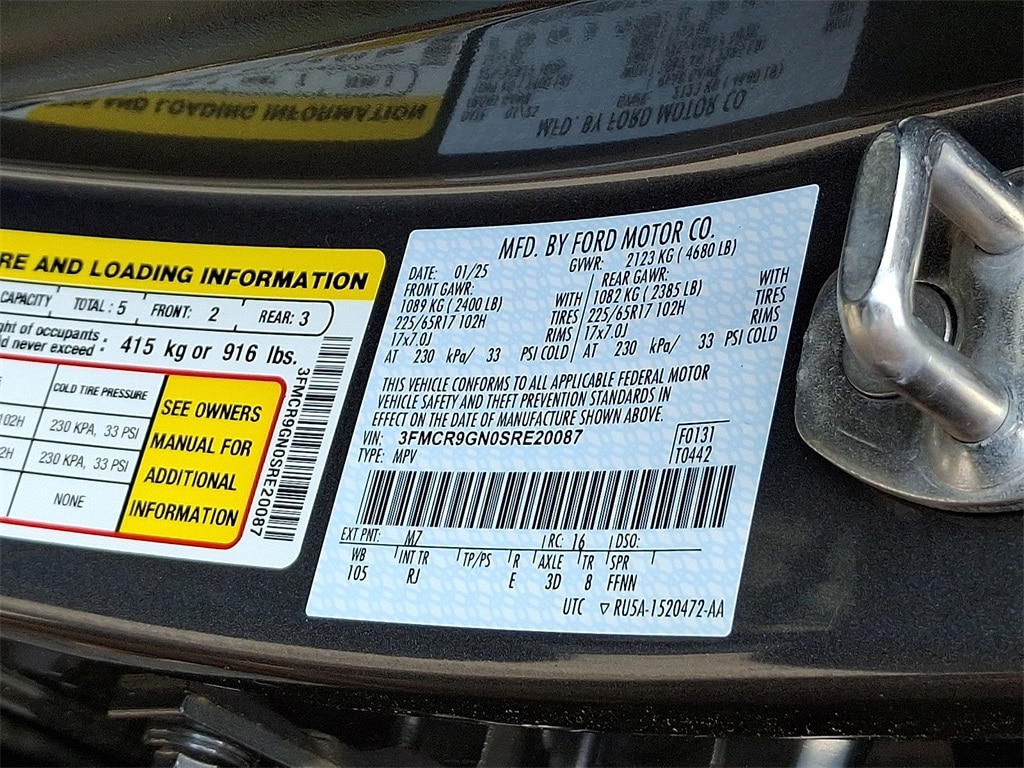 RE AND LOADING INFORMATION
CAPACITY TOTAL : 5 FRONT: 2 REAR: 3
ght of occupants
d never exceed : 415 kg or 916 lbs.
COLD TIRE PRESSURE
102H 230 KPA, 33 PSI
2H 230 KPA, 33 PSI
NONE
SEE OWNERS
MANUAL FOR
ADDITIONAL
INFORMATION
3FMCR9GN0SRE20087
MFD. BY FORD MOTOR CO.
DATE: 01/25 GVWR: 2123 KG ( 4680 LB)
FRONT GAWR: REAR GAWR:
1089 KG ( 2400 LB) WITH 1082 KG ( 2385 LB) WITH
225/65R17 102H TIRES 225/65R17 102H TIRES
17x7.0J RIMS 17x7.0J RIMS
AT 230 kPa/ 33 PSI COLD AT 230 kPa/ 33 PSI COLD
THIS VEHICLE CONFORMS TO ALL APPLICABLE FEDERAL MOTOR
VEHICLE SAFETY AND THEFT PREVENTION STANDARDS IN
EFFECT ON THE DATE OF MANUFACTURE SHOWN ABOVE.
VIN: 3FMCR9GN0SRE20087 F0131
TYPE: MPV T0442
EXT PNT: M7 RC: 16 DSO:
WB INT TR TP/PS R AXLE TR SPR
105 RJ E 3D 8 FFNN
UTC ▽ RU5A-1520472-AA